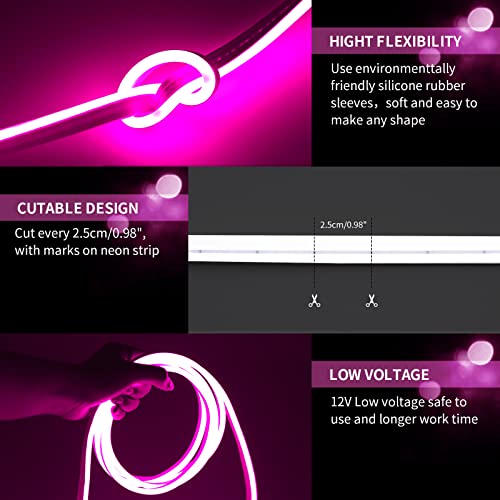 HIGHT FLEXIBILITY
Use environmenttally
friendly silicone rubber
sleeves, soft and easy to
make any shape
CUTABLE DESIGN
Cut every 2.5cm/0.98",
with marks on neon strip
2.5cm/0.98"
LOW VOLTAGE
12V Low voltage safe to
use and longer work time